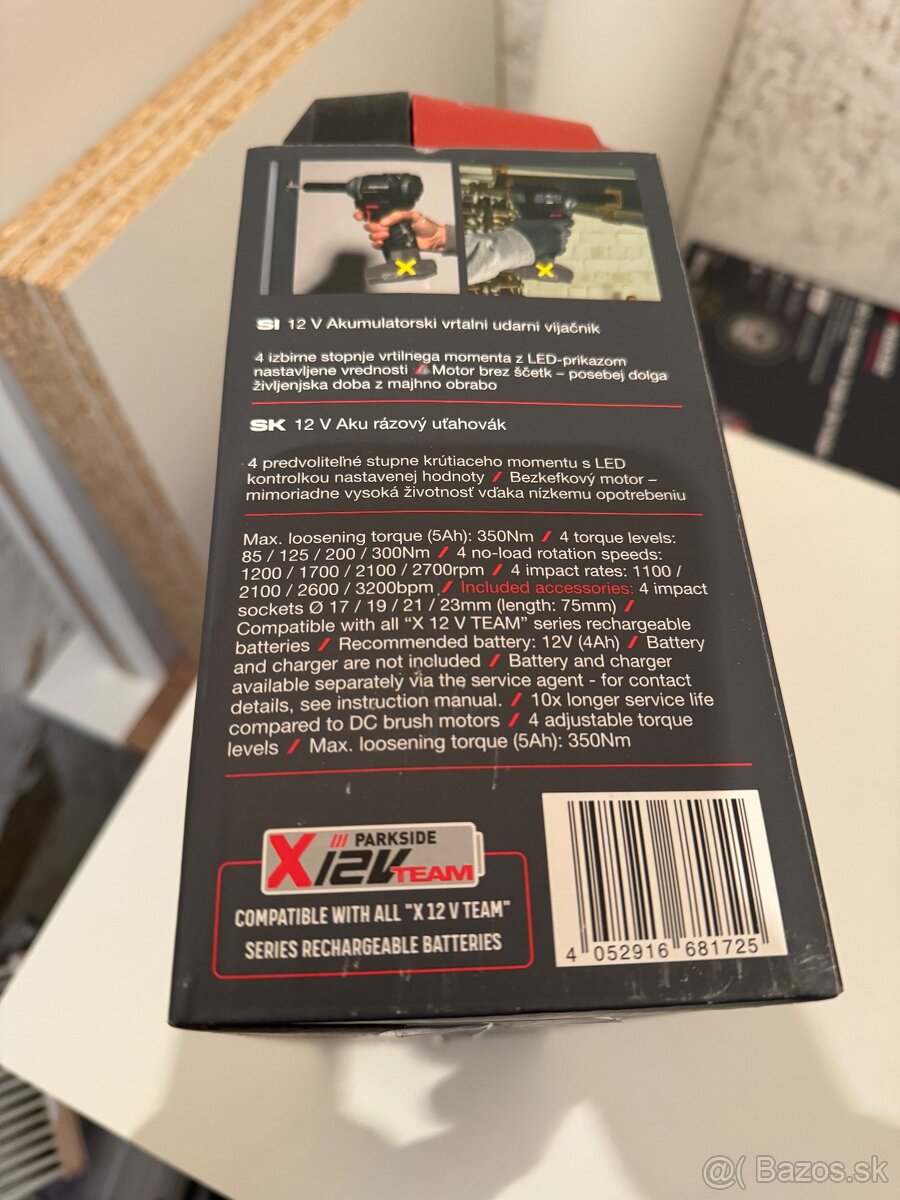 SI 12 V Akumulatorski vrtalni udarni vijačnik
4 izbirne stopnje vrtilnega momenta z LED-prikazom
nastavljene vrednosti /// Motor brez ščetk – posebej dolga
življenjska doba z majhno obrabo
SK 12 V Aku rázový uťahovák
4 predvoliteľné stupne krútiaceho momentu s LED
kontrolkou nastavenej hodnoty / Bezkefkový motor –
mimoriadne vysoká životnosť vďaka nízkemu opotrebeniu
Max. loosening torque (5Ah): 350Nm / 4 torque levels:
85 / 125 / 200 / 300Nm / 4 no-load rotation speeds:
1200 / 1700 / 2100 / 2700rpm / 4 impact rates: 1100 /
2100 / 2600 / 3200bpm / Included accessories: 4 impact
sockets Ø 17 / 19 / 21 / 23mm (length: 75mm) /
Compatible with all "X 12 V TEAM" series rechargeable
batteries / Recommended battery: 12V (4Ah) / Battery
and charger are not included / Battery and charger
available separately via the service agent - for contact
details, see instruction manual. / 10x longer service life
compared to DC brush motors / 4 adjustable torque
levels / Max. loosening torque (5Ah): 350Nm
/// PARKSIDE
X12V TEAM
COMPATIBLE WITH ALL "X 12 V TEAM"
SERIES RECHARGEABLE BATTERIES
4 052916 681725
@( Bazos.sk